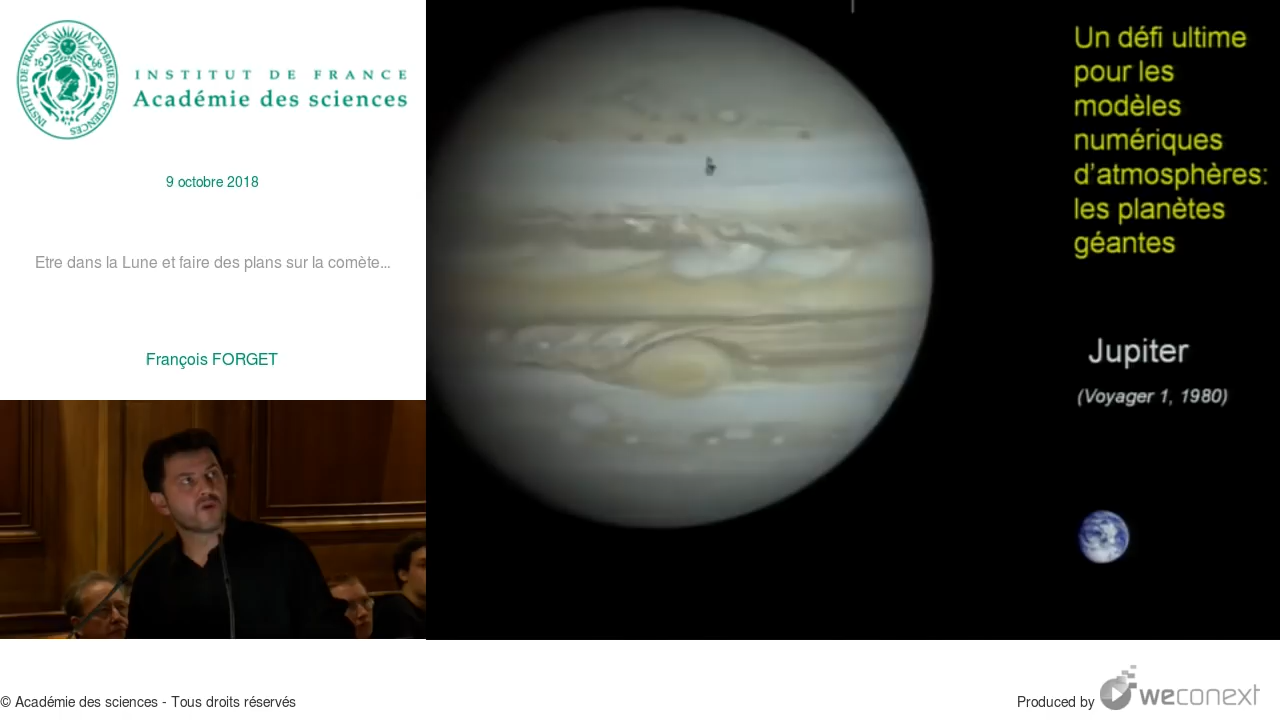 INSTITUT DE FRANCE
Académie des sciences
9 octobre 2018
Etre dans la Lune et faire des plans sur la comète...
François FORGET
Un défi ultime
pour les
modèles
numériques
d'atmosphères:
les planètes
géantes
Jupiter
(Voyager 1, 1980)
© Académie des sciences - Tous droits réservés
Produced by weconext